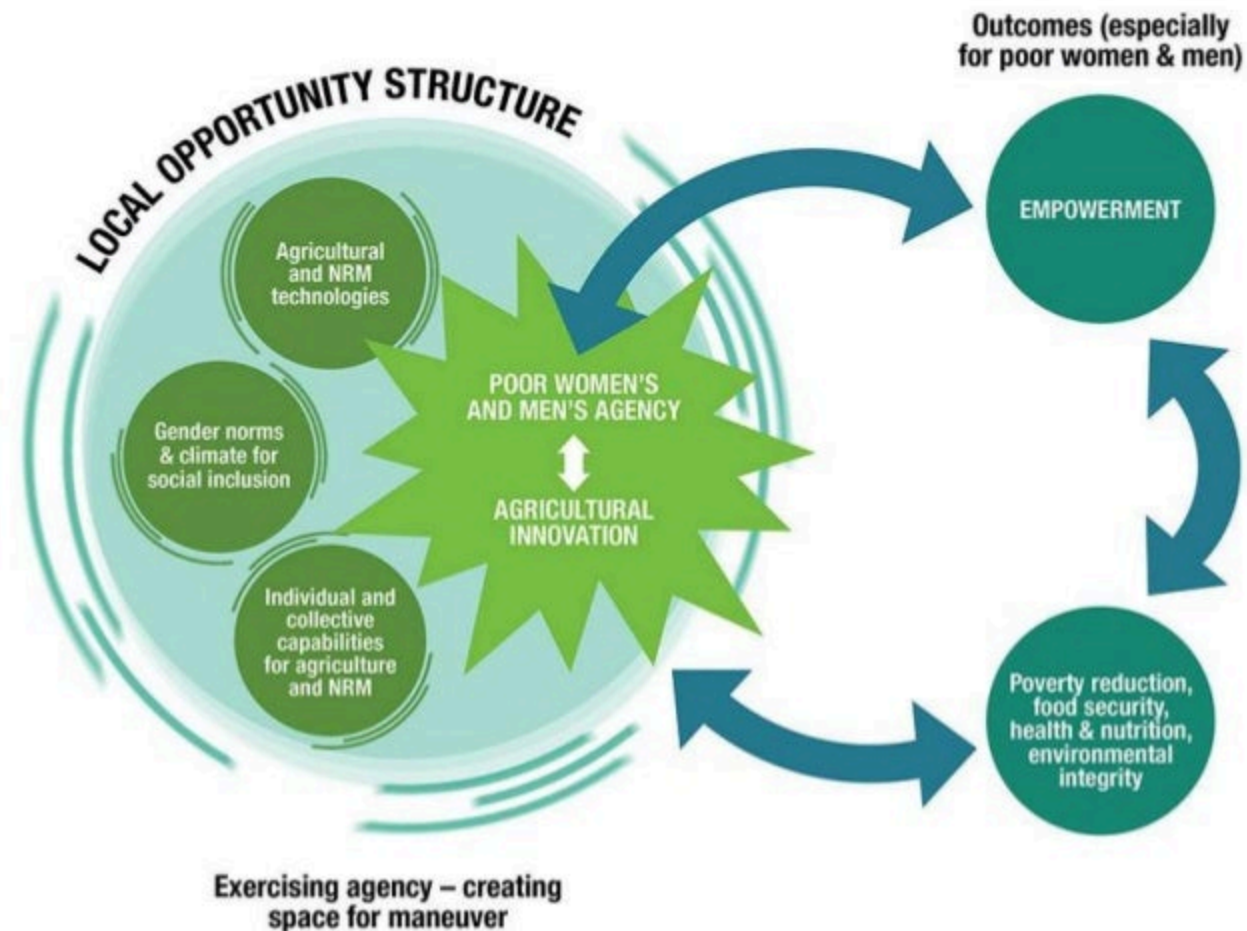 Outcomes (especially
for poor women & men)
LOCAL OPPORTUNITY STRUCTURE
EMPOWERMENT
Agricultural
and NRM
technologies
POOR WOMEN'S
AND MEN'S AGENCY
Gender norms
& climate for
social inclusion
AGRICULTURAL
INNOVATION
Individual and
collective
capabilities
for agriculture
and NRM
Poverty reduction,
food security,
health & nutrition,
environmental
integrity
Exercising agency – creating
space for maneuver